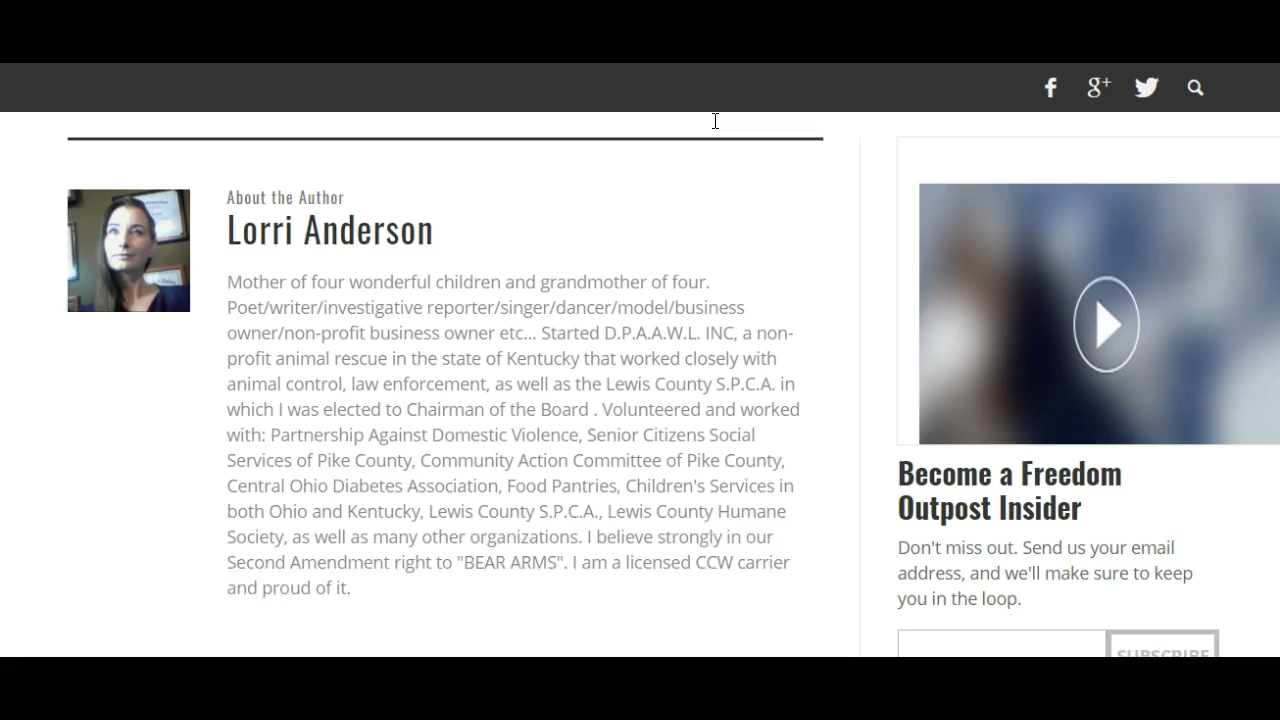 About the Author
Lorri Anderson
Mother of four wonderful children and grandmother of four.
Poet/writer/investigative reporter/singer/dancer/model/business
owner/non-profit business owner etc... Started D.P.A.A.W.L. INC, a non-
profit animal rescue in the state of Kentucky that worked closely with
animal control, law enforcement, as well as the Lewis County S.P.C.A. in
which I was elected to Chairman of the Board . Volunteered and worked
with: Partnership Against Domestic Violence, Senior Citizens Social
Services of Pike County, Community Action Committee of Pike County,
Central Ohio Diabetes Association, Food Pantries, Children's Services in
both Ohio and Kentucky, Lewis County S.P.C.A., Lewis County Humane
Society, as well as many other organizations. I believe strongly in our
Second Amendment right to "BEAR ARMS". I am a licensed CCW carrier
and proud of it.
Become a Freedom
Outpost Insider
Don't miss out. Send us your email
address, and we'll make sure to keep
you in the loop.
SUBSCRIBE